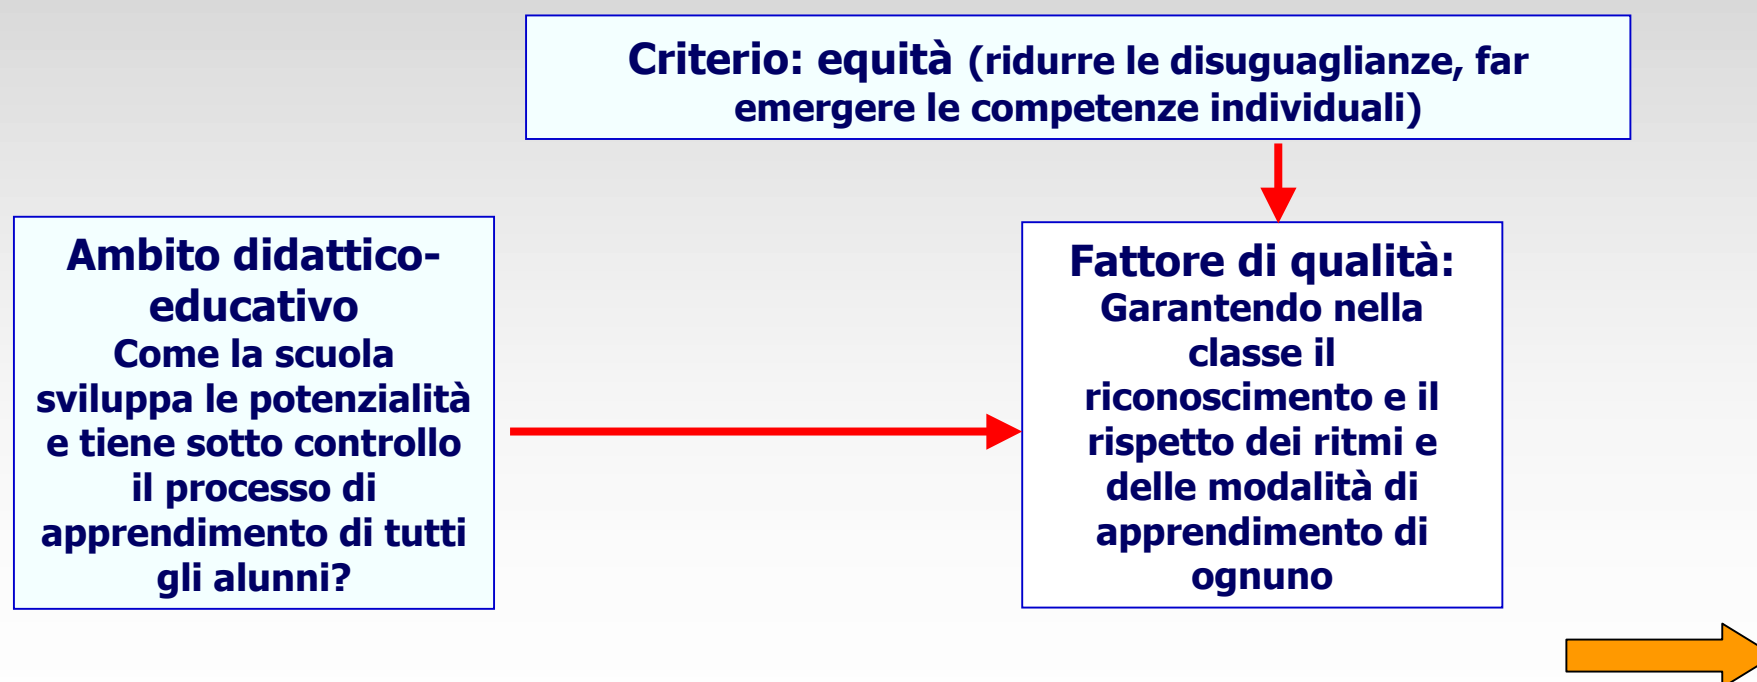 Criterio: equità (ridurre le disuguaglianze, far
emergere le competenze individuali)
Ambito didattico-
educativo
Come la scuola
sviluppa le potenzialità
e tiene sotto controllo
il processo di
apprendimento di tutti
gli alunni?
Fattore di qualità:
Garantendo nella
classe il
riconoscimento e il
rispetto dei ritmi e
delle modalità di
apprendimento di
ognuno